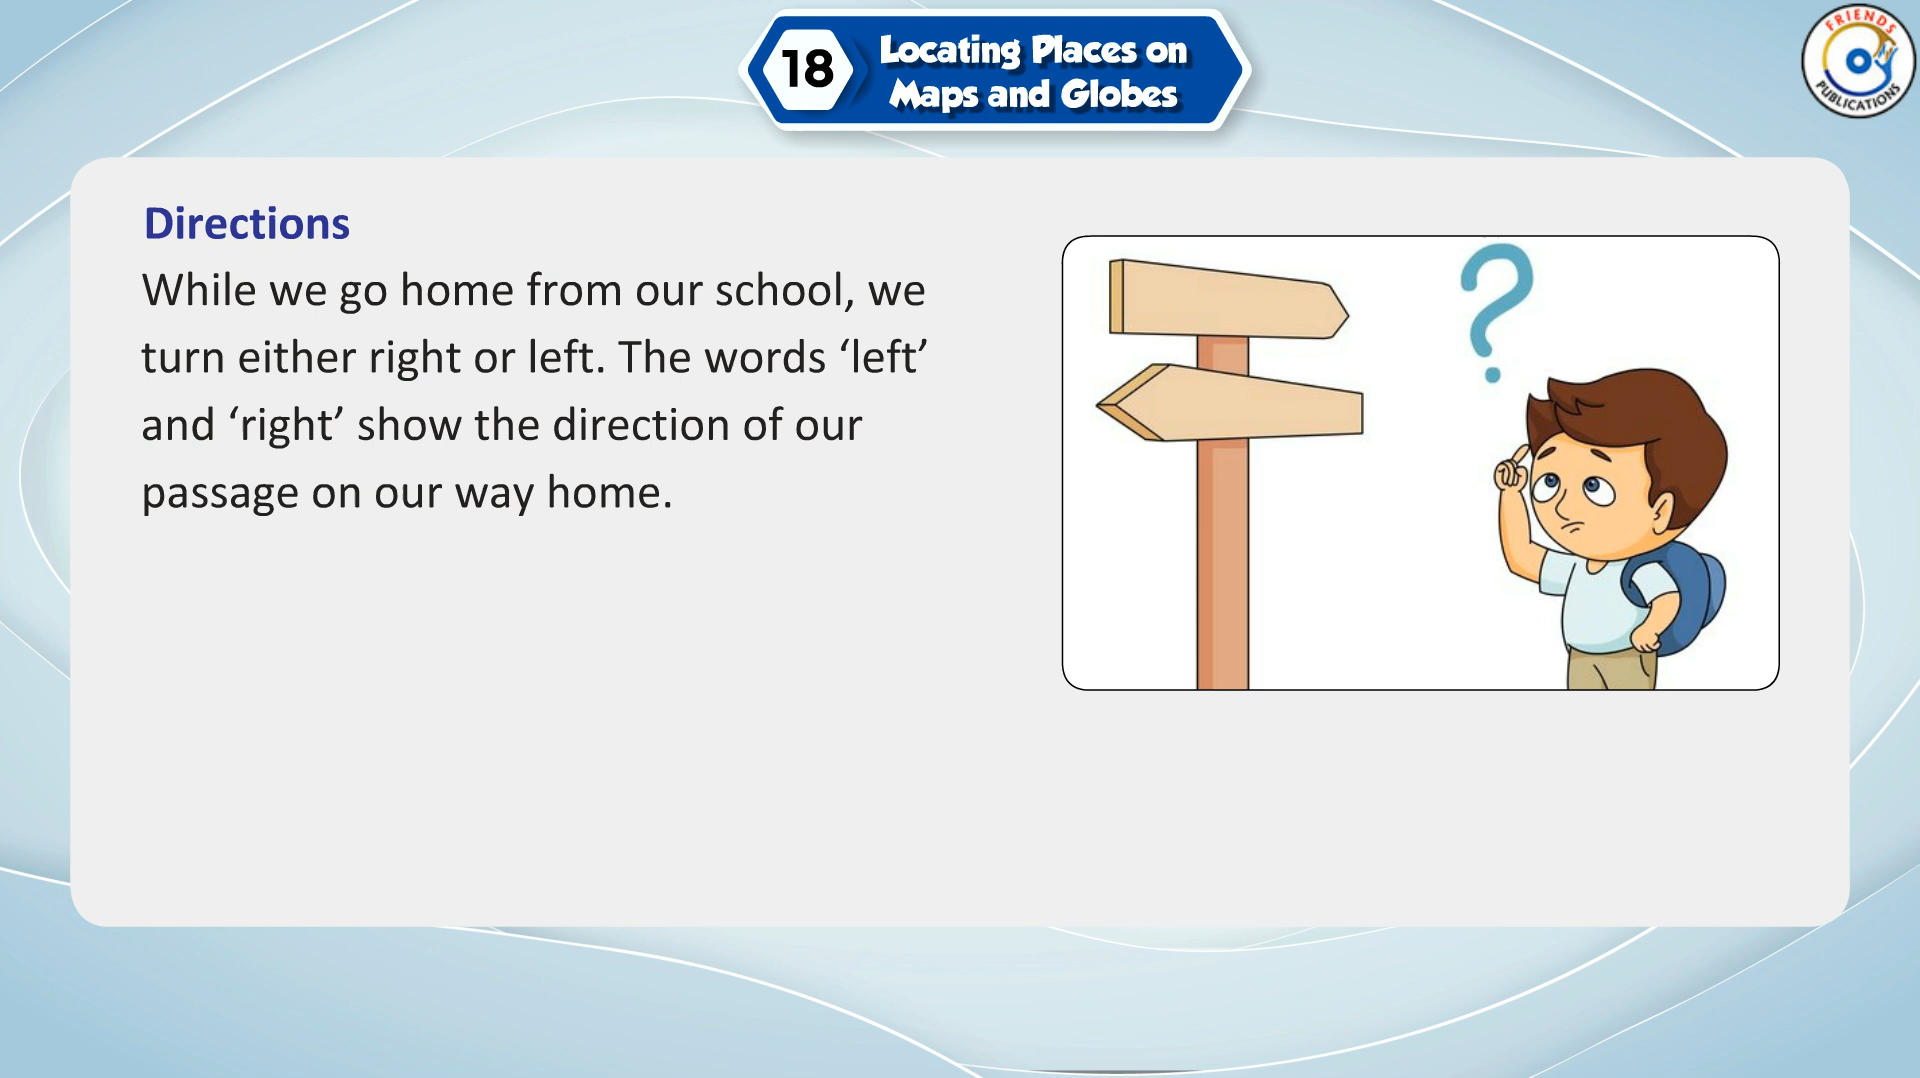 18
Locating Places on
Maps and Globes
FRIENDS
PUBLICATIONS
Directions
While we go home from our school, we
turn either right or left. The words ‘left’
and ‘right’ show the direction of our
passage on our way home.
?